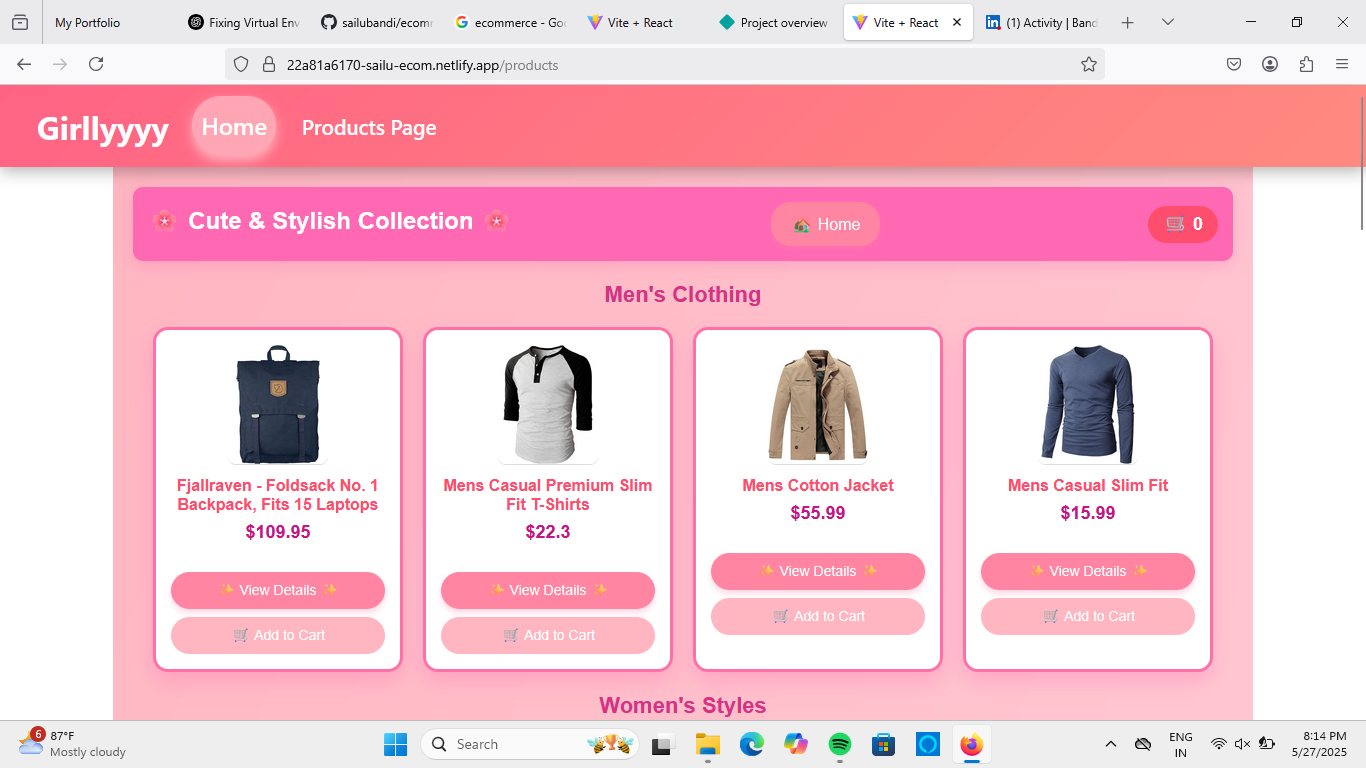 My Portfolio
Fixing Virtual Env
sailubandi/ecomm
ecommerce - Goo
Vite + React
Project overview
Vite + React
(1) Activity | Band
22a81a6170-sailu-ecom.netlify.app/products
Girllyyyy
Home
Products Page
🌸 Cute & Stylish Collection 🌸
🏡 Home
🛒 0
Men's Clothing
Fjallraven - Foldsack No. 1
Backpack, Fits 15 Laptops
$109.95
✨ View Details ✨
🛒 Add to Cart
Mens Casual Premium Slim
Fit T-Shirts
$22.3
✨ View Details ✨
🛒 Add to Cart
Mens Cotton Jacket
$55.99
✨ View Details ✨
🛒 Add to Cart
Mens Casual Slim Fit
$15.99
✨ View Details ✨
🛒 Add to Cart
Women's Styles
6
87°F
Mostly cloudy
Search
ENG
IN
8:14 PM
5/27/2025